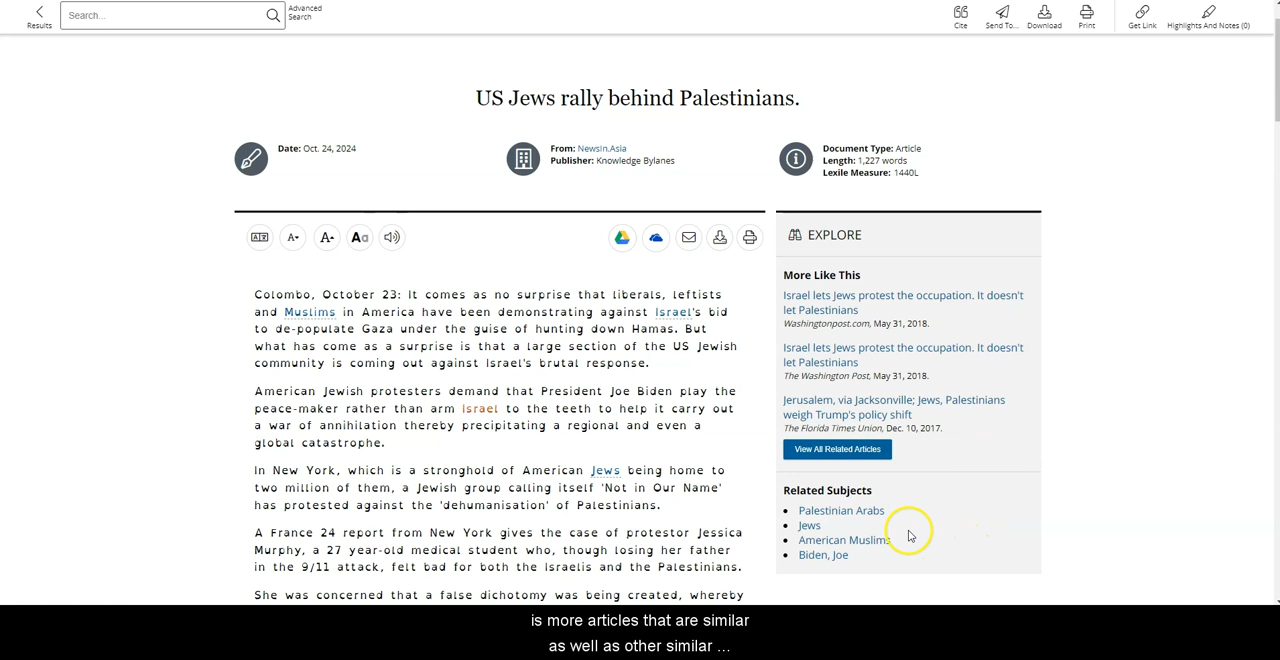 Results
Search...
Advanced
Search
Cite
Send To...
Download
Print
Get Link
Highlights And Notes (0)
US Jews rally behind Palestinians.
Date: Oct. 24, 2024
From: NewsIn.Asia
Publisher: Knowledge Bylanes
Document Type: Article
Length: 1,227 words
Lexile Measure: 1440L
Colombo, October 23: It comes as no surprise that liberals, leftists
and Muslims in America have been demonstrating against Israel's bid
to de-populate Gaza under the guise of hunting down Hamas. But
what has come as a surprise is that a large section of the US Jewish
community is coming out against Israel's brutal response.
American Jewish protesters demand that President Joe Biden play the
peace-maker rather than arm Israel to the teeth to help it carry out
a war of annihilation thereby precipitating a regional and even a
global catastrophe.
In New York, which is a stronghold of American Jews being home to
two million of them, a Jewish group calling itself 'Not in Our Name'
has protested against the 'dehumanisation' of Palestinians.
A France 24 report from New York gives the case of protestor Jessica
Murphy, a 27 year-old medical student who, though losing her father
in the 9/11 attack, felt bad for both the Israelis and the Palestinians.
She was concerned that a false dichotomy was being created, whereby
EXPLORE
More Like This
Israel lets Jews protest the occupation. It doesn't
let Palestinians
Washingtonpost.com, May 31, 2018.
Israel lets Jews protest the occupation. It doesn't
let Palestinians
The Washington Post, May 31, 2018.
Jerusalem, via Jacksonville; Jews, Palestinians
weigh Trump's policy shift
The Florida Times Union, Dec. 10, 2017.
View All Related Articles
Related Subjects
Palestinian Arabs
Jews
American Muslims
Biden, Joe
is more articles that are similar
as well as other similar ...